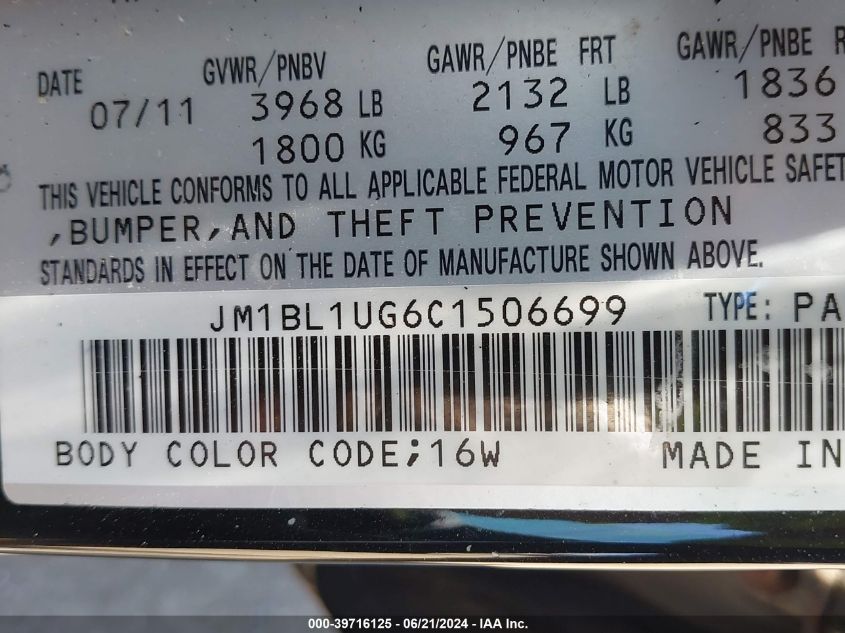 DATE GVWR/PNBV GAWR/PNBE FRT GAWR/PNBE
07/11 3968 LB 2132 LB 1836
1800 KG 967 KG 833
THIS VEHICLE CONFORMS TO ALL APPLICABLE FEDERAL MOTOR VEHICLE SAFET
,BUMPER,AND THEFT PREVENTION
STANDARDS IN EFFECT ON THE DATE OF MANUFACTURE SHOWN ABOVE.
JM1BL1UG6C1506699 TYPE: PA
BODY COLOR CODE;16W MADE IN
000-39716125 - 06/21/2024 - IAA Inc.